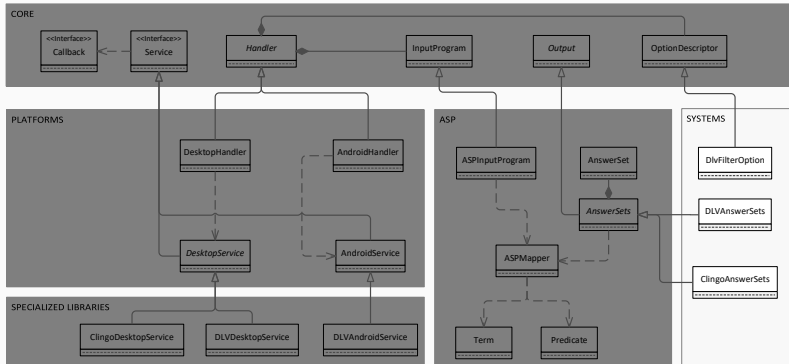 CORE
<<Interface>>
Callback
<<Interface>>
Service
Handler
InputProgram
Output
OptionDescriptor
PLATFORMS
DesktopHandler
AndroidHandler
DesktopService
AndroidService
ASP
ASPInputProgram
AnswerSet
AnswerSets
ASPMapper
Term
Predicate
SYSTEMS
DlvFilterOption
DLVAnswerSets
ClingoAnswerSets
SPECIALIZED LIBRARIES
ClingoDesktopService
DLVDesktopService
DLVAndroidService